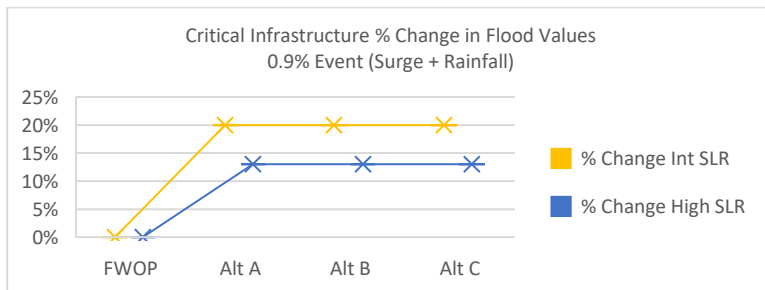 Critical Infrastructure % Change in Flood Values
0.9% Event (Surge + Rainfall)
25%
20%
15%
10%
5%
0%
FWOP Alt A Alt B Alt C
% Change Int SLR
% Change High SLR